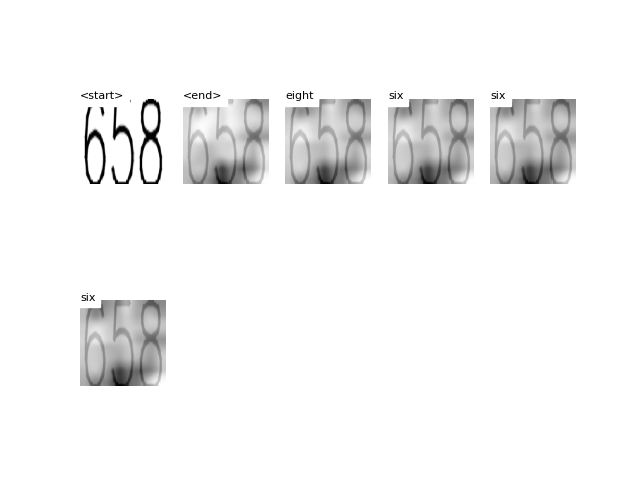 <start> <end> eight six six
658 658 658 658 658
six
658